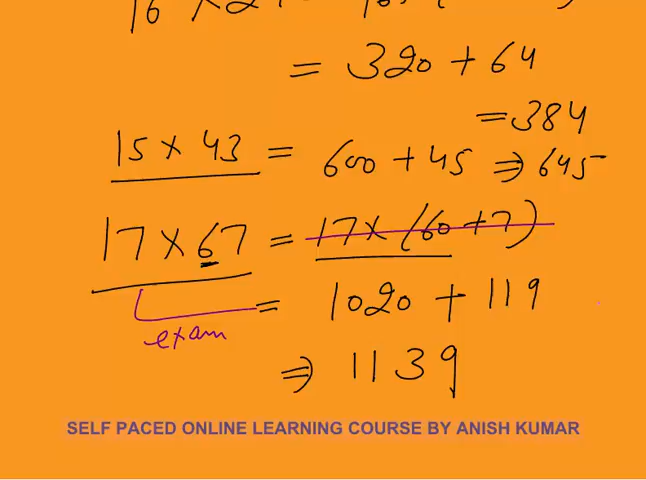 = 320 + 64
= 384
15 × 43 = 600 + 45 ⇒ 645
17 × 67 = 17 × (60 + 7)
= 1020 + 119
exam
⇒ 1139
SELF PACED ONLINE LEARNING COURSE BY ANISH KUMAR